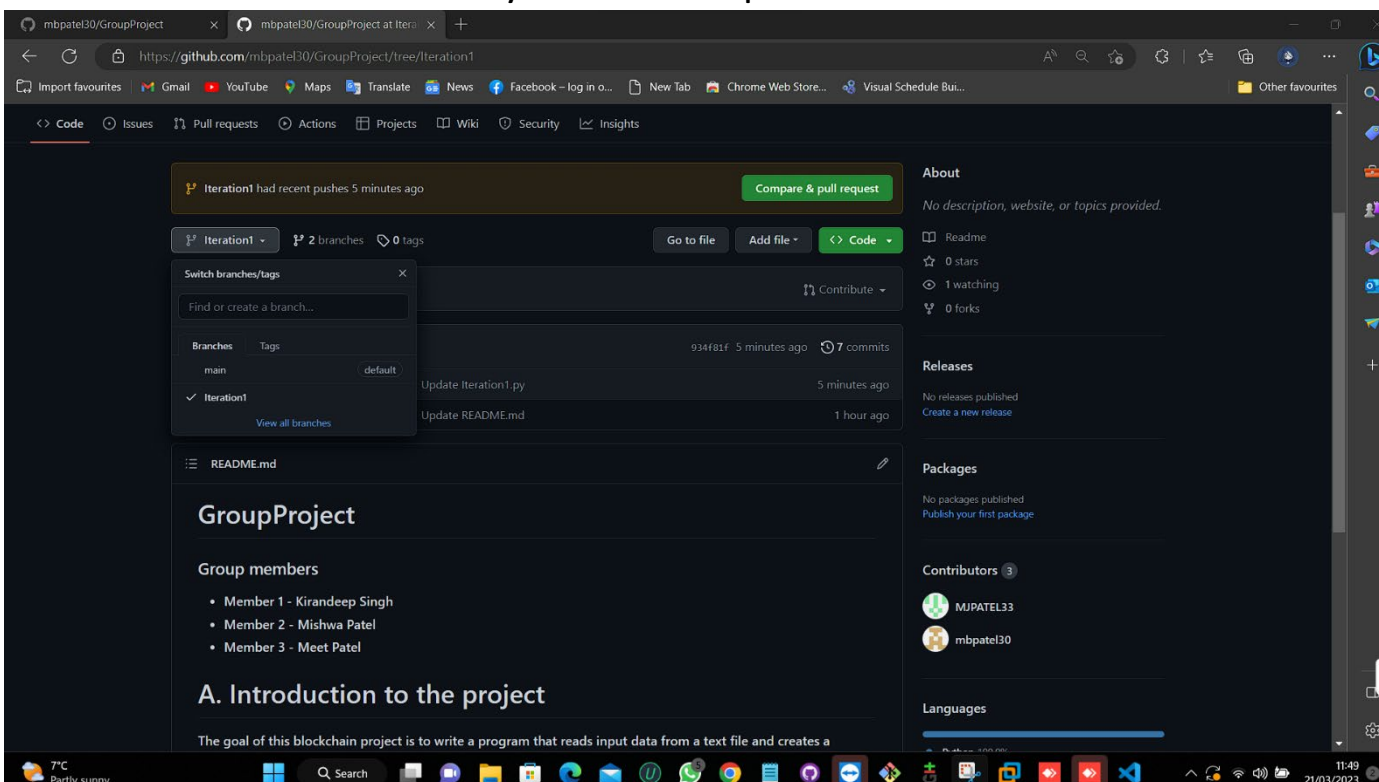 mbpatel30/GroupProject
mbpatel30/GroupProject at Itera
https://github.com/mbpatel30/GroupProject/tree/Iteration1
Import favourites Gmail YouTube Maps Translate News Facebook – log in o... New Tab Chrome Web Store... Visual Schedule Bui... Other favourites
<> Code Issues Pull requests Actions Projects Wiki Security Insights
Iteration1 had recent pushes 5 minutes ago Compare & pull request
Iteration1 2 branches 0 tags Go to file Add file <> Code
Switch branches/tags
Find or create a branch...
Branches Tags
main default
Iteration1
View all branches
Contribute
934f81f 5 minutes ago 7 commits
Update Iteration1.py 5 minutes ago
Update README.md 1 hour ago
README.md
GroupProject
Group members
• Member 1 - Kirandeep Singh
• Member 2 - Mishwa Patel
• Member 3 - Meet Patel
A. Introduction to the project
The goal of this blockchain project is to write a program that reads input data from a text file and creates a
About
No description, website, or topics provided.
Readme
0 stars
1 watching
0 forks
Releases
No releases published
Create a new release
Packages
No packages published
Publish your first package
Contributors 3
MJPATEL33
mbpatel30
Languages
7°C
Partly sunny
Search
11:49
21/03/2023